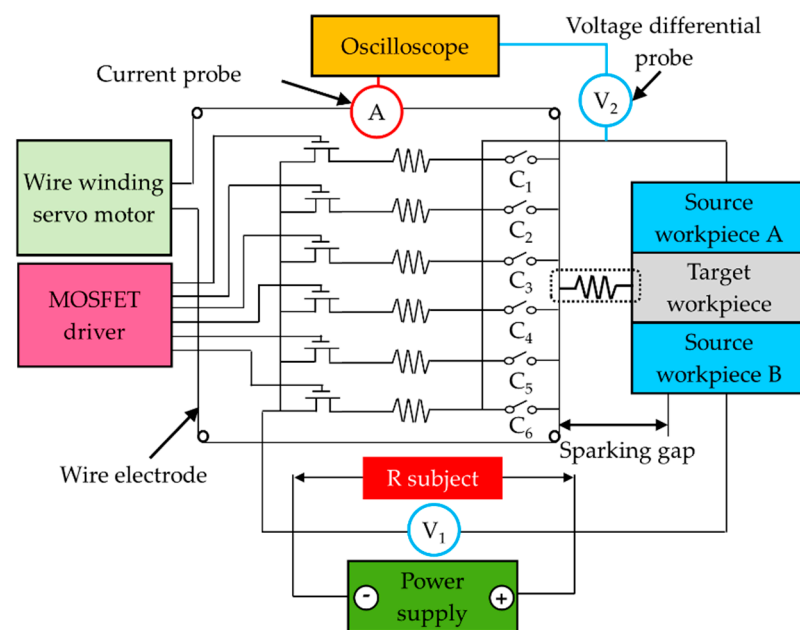 Oscilloscope
Voltage differential
probe
Current probe
A
V2
Wire winding
servo motor
C1
Source
workpiece A
C2
MOSFET
driver
C3
Target
workpiece
C4
Source
workpiece B
C5
C6
Sparking gap
Wire electrode
R subject
V1
Power
supply
-
+